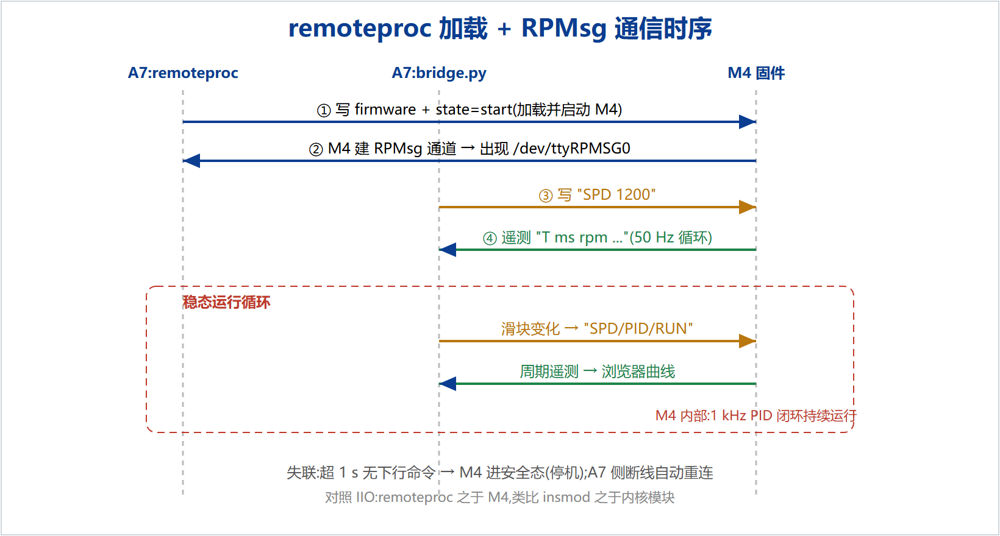 remoteproc 加载 + RPMsg 通信时序
A7:remoteproc
A7:bridge.py
M4 固件
① 写 firmware + state=start(加载并启动 M4)
② M4 建 RPMsg 通道 → 出现 /dev/ttyRPMSG0
③ 写 "SPD 1200"
④ 遥测 "T ms rpm ..."(50 Hz 循环)
稳态运行循环
滑块变化 → "SPD/PID/RUN"
周期遥测 → 浏览器曲线
M4 内部:1 kHz PID 闭环持续运行
失联:超 1 s 无下行命令 → M4 进安全态(停机);A7 侧断线自动重连
对照 IIO:remoteproc 之于 M4,类比 insmod 之于内核模块